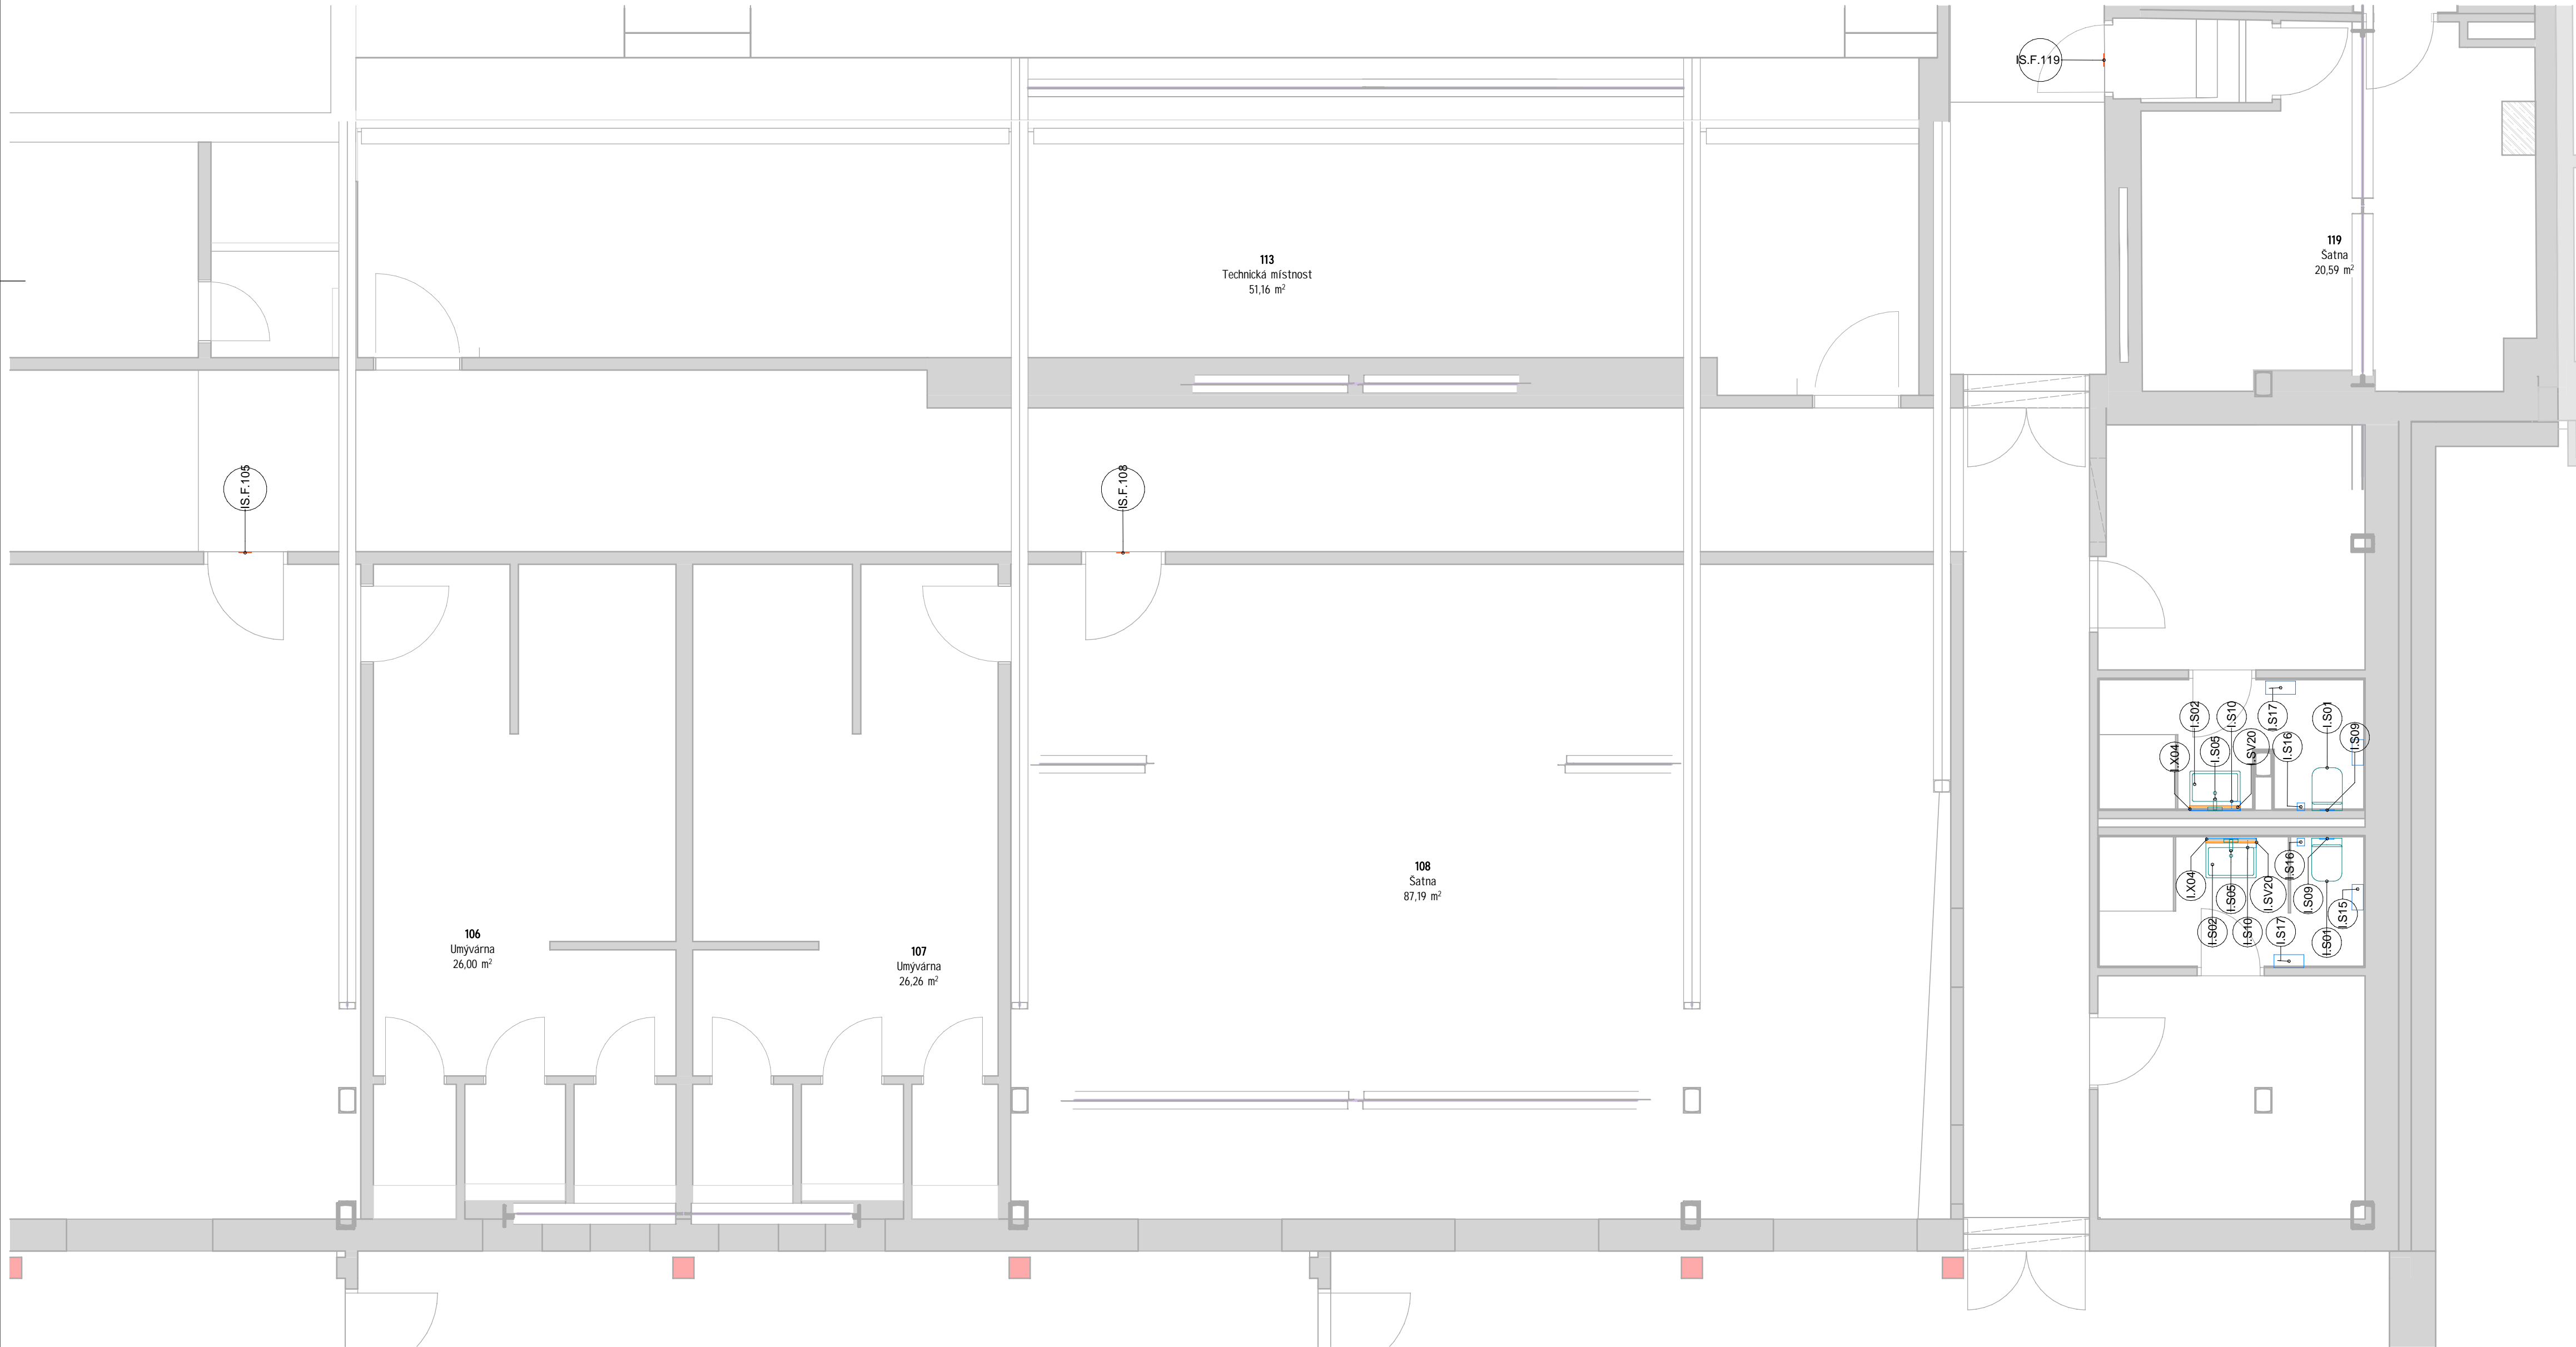 IS.F.119
119
Šatna
20,59 m²
113
Technická místnost
51,16 m²
IS.F.105
IS.F.108
I.S02
I.S10
I.S17
I.S01
I.S09
I.X04
I.S05
I.SV20
I.S16
I.X04
I.S05
I.SV20
I.S16
I.S09
I.S15
I.S02
I.S10
I.S17
I.S01
108
Šatna
87,19 m²
106
Umývárna
26,00 m²
107
Umývárna
26,26 m²